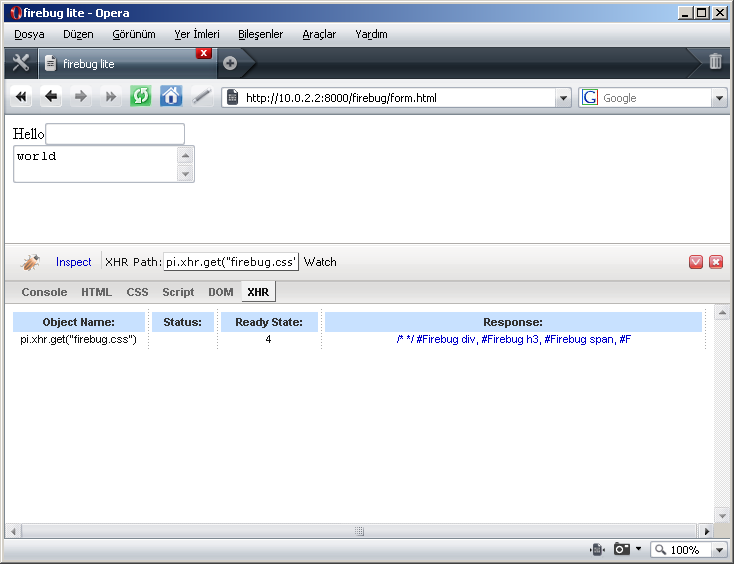 firebug lite - Opera
Dosya Düzen Görünüm Yer İmleri Bileşenler Araçlar Yardım
firebug lite
http://10.0.2.2:8000/firebug/form.html Google
Hello
world
Inspect XHR Path: pi.xhr.get("firebug.css" Watch
Console HTML CSS Script DOM XHR
Object Name: Status: Ready State: Response:
pi.xhr.get("firebug.css") 4 /* */ #Firebug div, #Firebug h3, #Firebug span, #F
100%